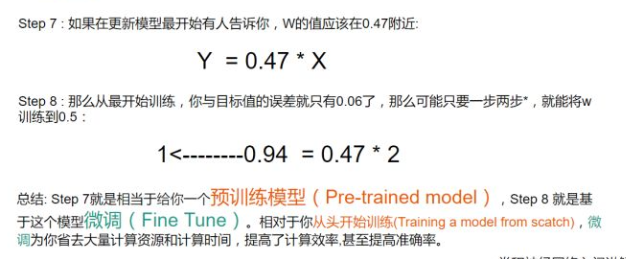 Step 7 : 如果在更新模型最开始有人告诉你，W的值应该在0.47附近:
Y = 0.47 * X
Step 8 : 那么从最开始训练，你与目标值的误差就只有0.06了，那么可能只要一步两步*，就能将w
训练到0.5：
1<--------0.94 = 0.47 * 2
总结: Step 7就是相当于给你一个预训练模型（Pre-trained model），Step 8 就是基
于这个模型微调（Fine Tune）。相对于你从头开始训练(Training a model from scatch)，微
调为你省去大量计算资源和计算时间，提高了计算效率,甚至提高准确率。